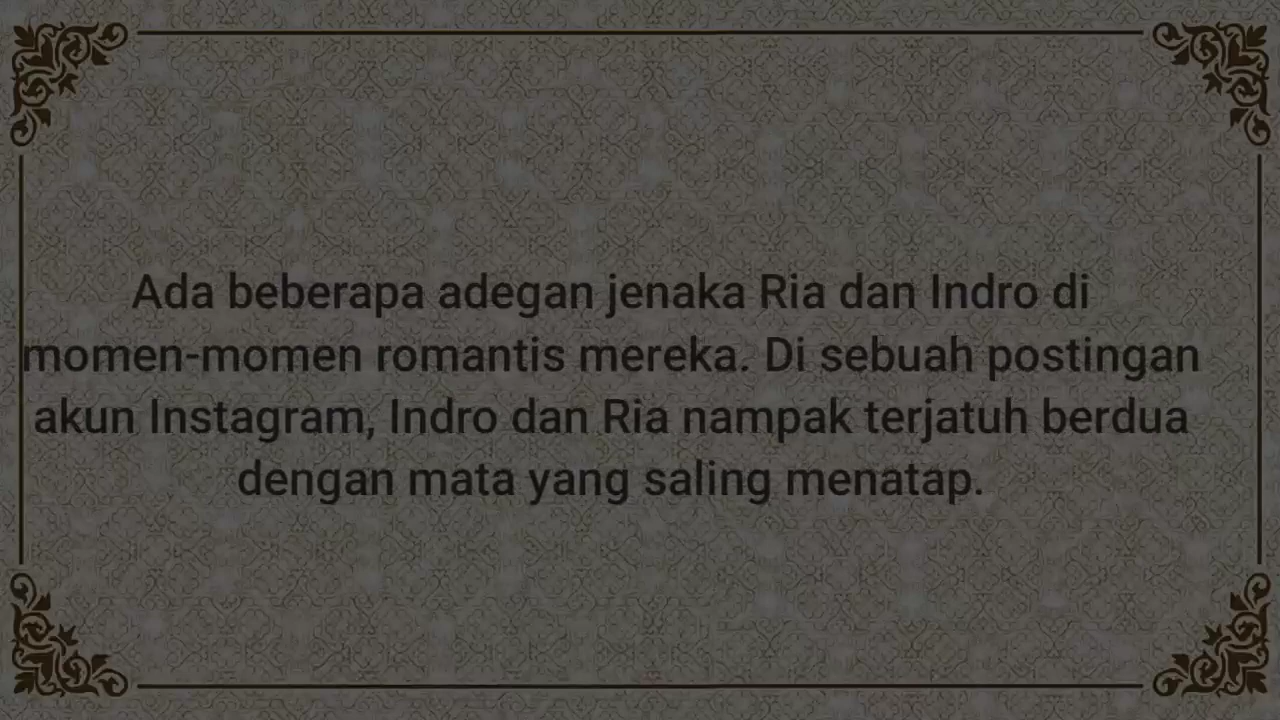 Ada beberapa adegan jenaka Ria dan Indro di
momen-momen romantis mereka. Di sebuah postingan
akun Instagram, Indro dan Ria nampak terjatuh berdua
dengan mata yang saling menatap.